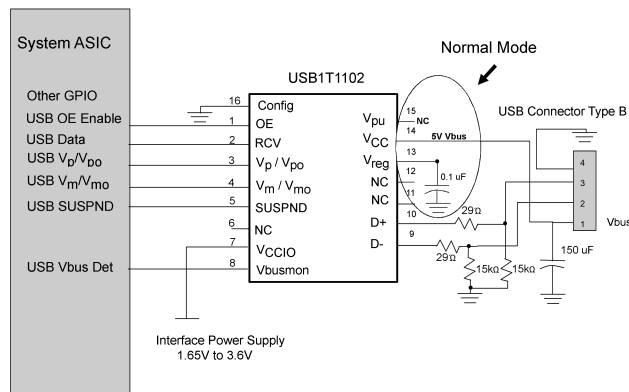 System ASIC
Normal Mode
USB1T1102
USB Connector Type B
Other GPIO
USB OE Enable
USB Data
USB Vp/Vpo
USB Vm/Vmo
USB SUSPND
USB Vbus Det
16 Config
1 OE
2 RCV
3 Vp / Vpo
4 Vm / Vmo
5 SUSPND
6 NC
7 VCCIO
8 Vbusmon
Vpu 15 NC
VCC 14 5V Vbus
Vreg 13
NC 12
NC 11
D+ 10
D- 9
0.1 uF
29Ω
29Ω
15kΩ
15kΩ
4
3
2
1
Vbus
150 uF
Interface Power Supply
1.65V to 3.6V